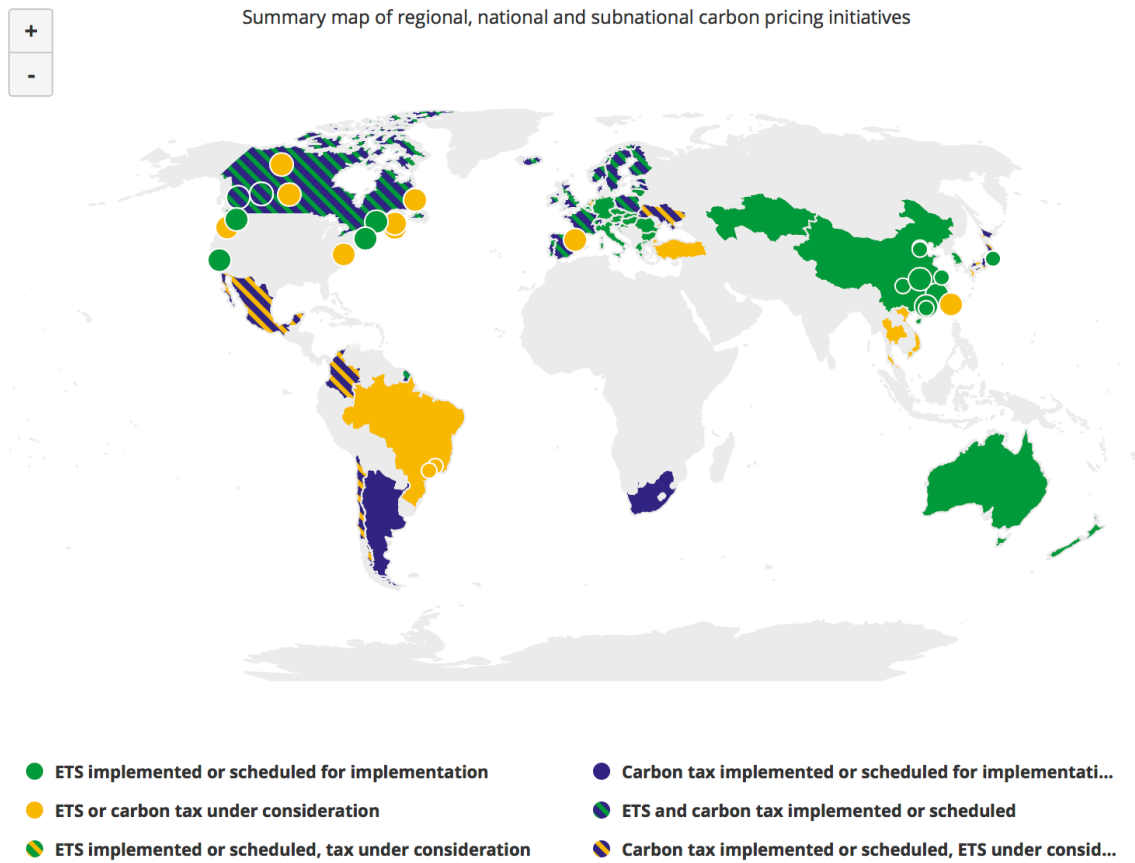 Summary map of regional, national and subnational carbon pricing initiatives
+
-
ETS implemented or scheduled for implementation
Carbon tax implemented or scheduled for implementati...
ETS or carbon tax under consideration
ETS and carbon tax implemented or scheduled
ETS implemented or scheduled, tax under consideration
Carbon tax implemented or scheduled, ETS under consid...